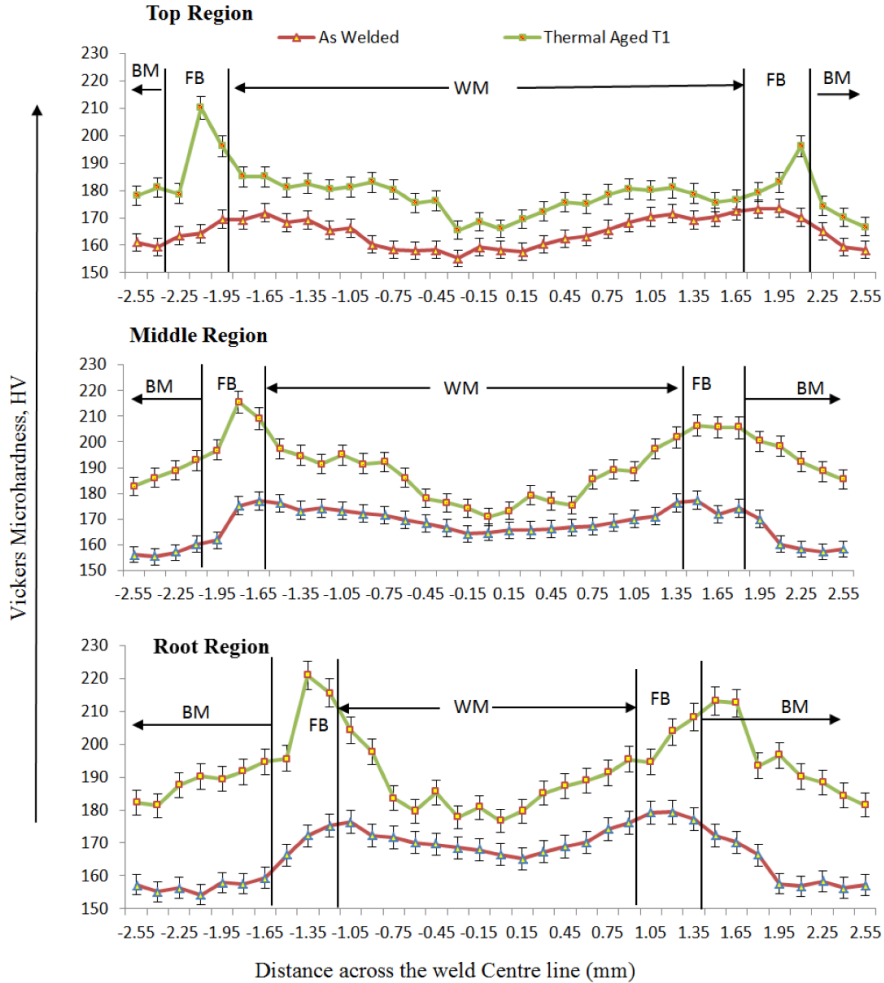 Top Region
As Welded Thermal Aged T1
230
220
210
200
190
180
170
160
150
BM FB WM FB BM
-2.55 -2.25 -1.95 -1.65 -1.35 -1.05 -0.75 -0.45 -0.15 0.15 0.45 0.75 1.05 1.35 1.65 1.95 2.25 2.55
Middle Region
230
220
210
200
190
180
170
160
150
BM FB WM FB BM
-2.55 -2.25 -1.95 -1.65 -1.35 -1.05 -0.75 -0.45 -0.15 0.15 0.45 0.75 1.05 1.35 1.65 1.95 2.25 2.55
Vickers Microhardness, HV
Root Region
230
220
210
200
190
180
170
160
150
BM FB WM FB BM
-2.55 -2.25 -1.95 -1.65 -1.35 -1.05 -0.75 -0.45 -0.15 0.15 0.45 0.75 1.05 1.35 1.65 1.95 2.25 2.55
Distance across the weld Centre line (mm)